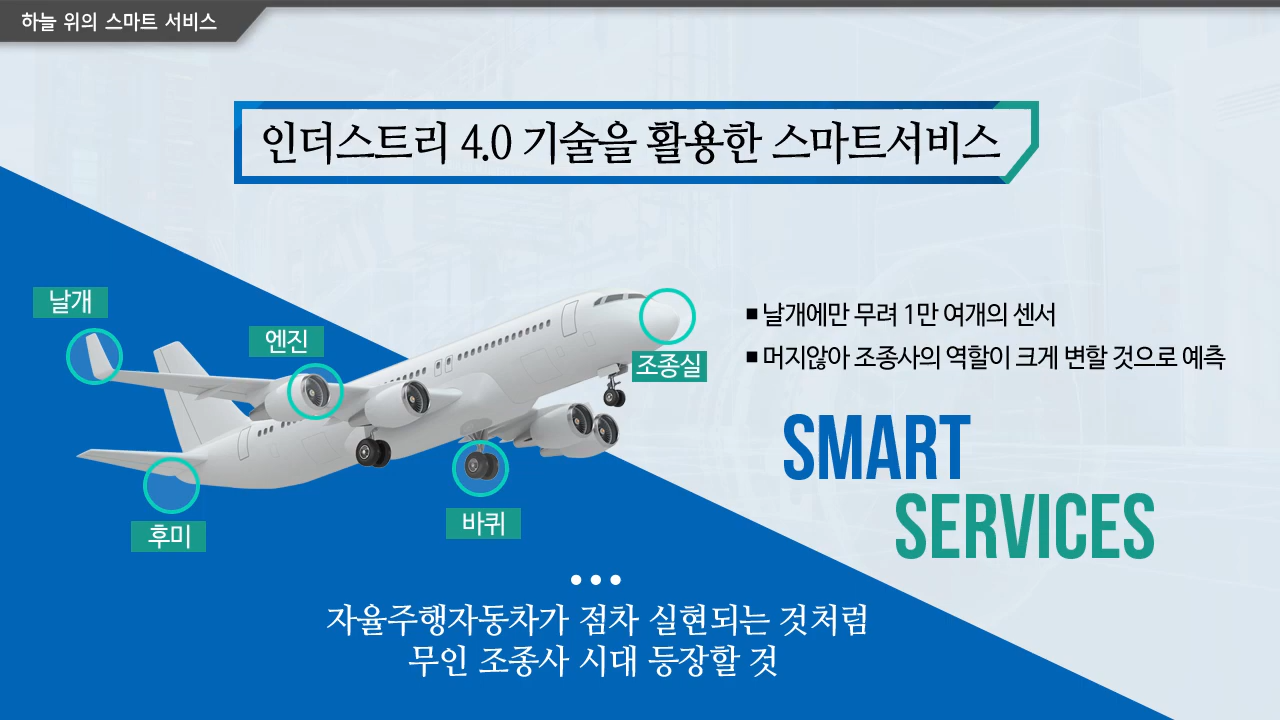 하늘 위의 스마트 서비스
인더스트리 4.0 기술을 활용한 스마트서비스
날개
엔진
조종실
후미
바퀴
■ 날개에만 무려 1만 여개의 센서
■ 머지않아 조종사의 역할이 크게 변할 것으로 예측
SMART
SERVICES
•••
자율주행자동차가 점차 실현되는 것처럼
무인 조종사 시대 등장할 것